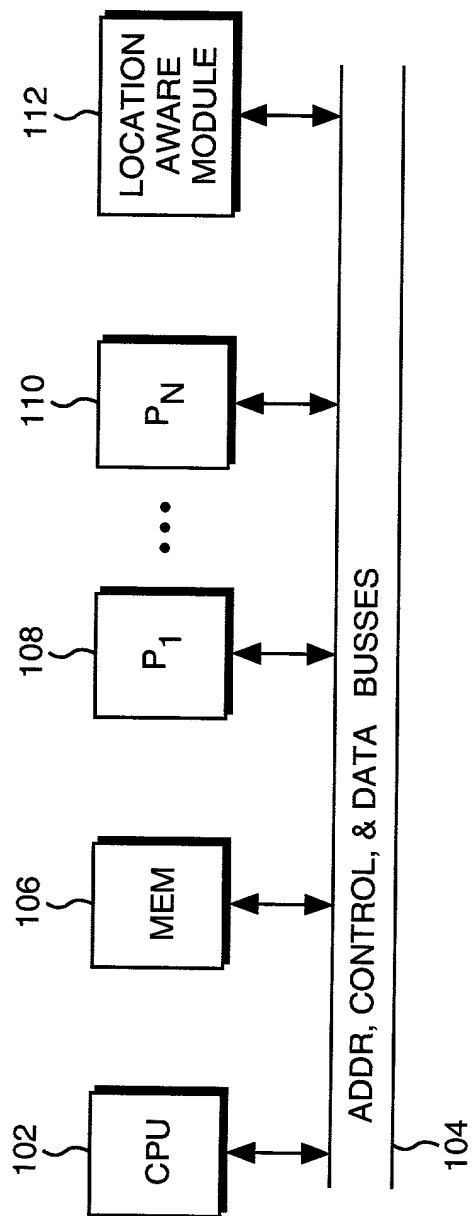 102
106
108
110
112
CPU
MEM
P1
• • •
PN
LOCATION
AWARE
MODULE
ADDR, CONTROL, & DATA BUSSES
104